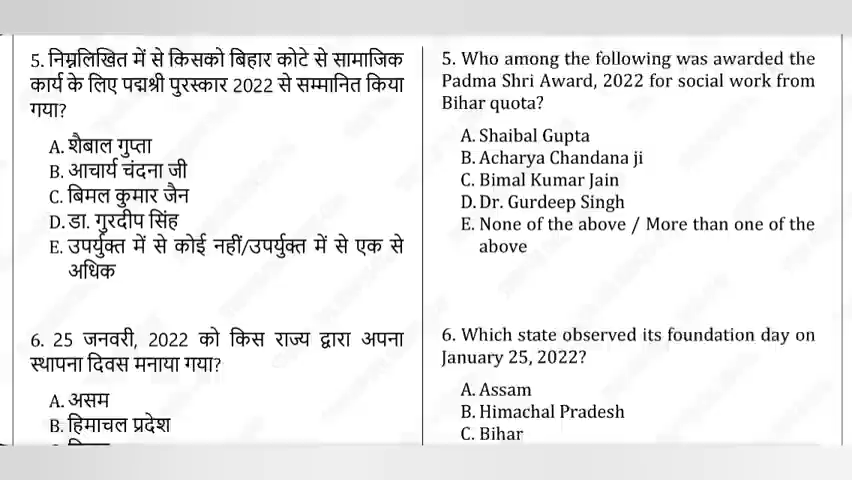 5. निम्नलिखित में से किसको बिहार कोटे से सामाजिक
कार्य के लिए पद्मश्री पुरस्कार 2022 से सम्मानित किया
गया?
A. शैबाल गुप्ता
B. आचार्य चंदना जी
C. बिमल कुमार जैन
D. डा. गुरदीप सिंह
E. उपर्युक्त में से कोई नहीं/उपर्युक्त में से एक से
अधिक
6. 25 जनवरी, 2022 को किस राज्य द्वारा अपना
स्थापना दिवस मनाया गया?
A. असम
B. हिमाचल प्रदेश
5. Who among the following was awarded the
Padma Shri Award, 2022 for social work from
Bihar quota?
A. Shaibal Gupta
B. Acharya Chandana ji
C. Bimal Kumar Jain
D. Dr. Gurdeep Singh
E. None of the above / More than one of the
above
6. Which state observed its foundation day on
January 25, 2022?
A. Assam
B. Himachal Pradesh
C. Bihar